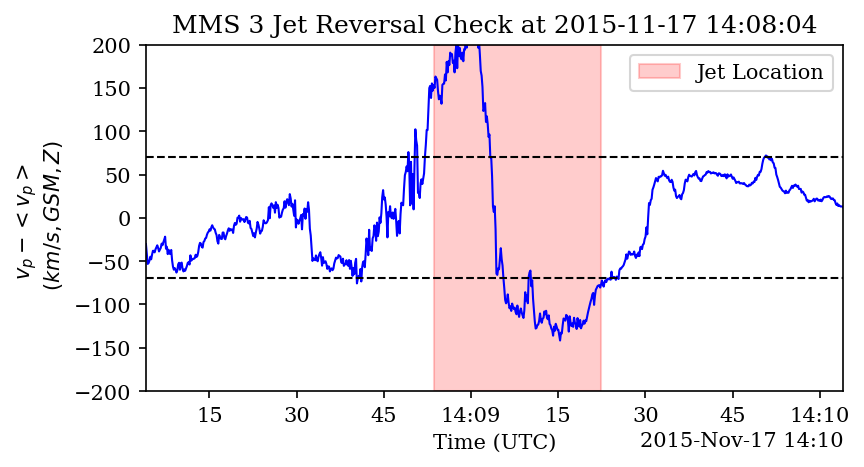 MMS 3 Jet Reversal Check at 2015-11-17 14:08:04
Jet Location
200
150
100
50
0
−50
−100
−150
−200
v_p − < v_p >
(km/s, GSM, Z)
15
30
45
14:09
15
30
45
14:10
Time (UTC)
2015-Nov-17 14:10